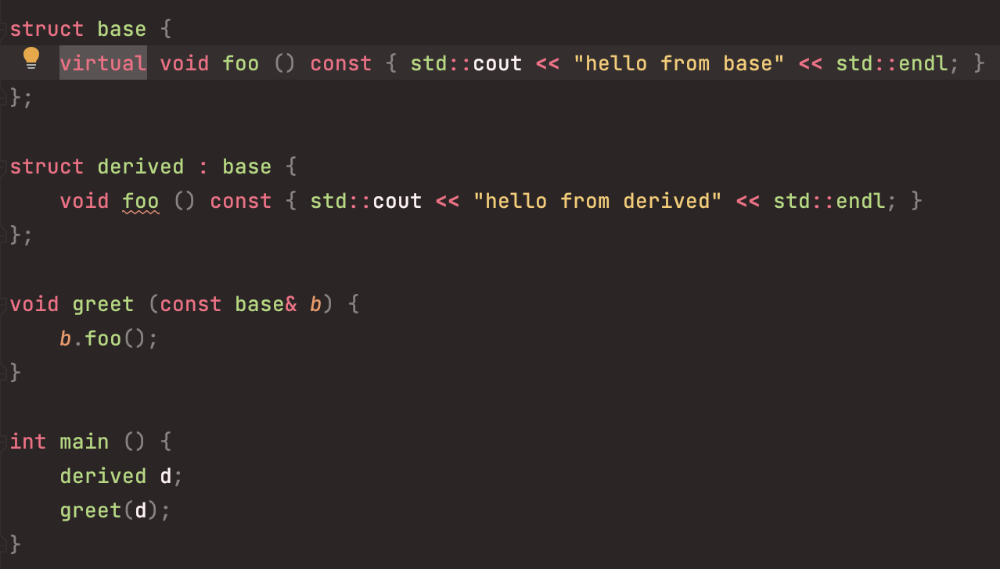 struct base {
    virtual void foo () const { std::cout << "hello from base" << std::endl; }
};

struct derived : base {
    void foo () const { std::cout << "hello from derived" << std::endl; }
};

void greet (const base& b) {
    b.foo();
}

int main () {
    derived d;
    greet(d);
}